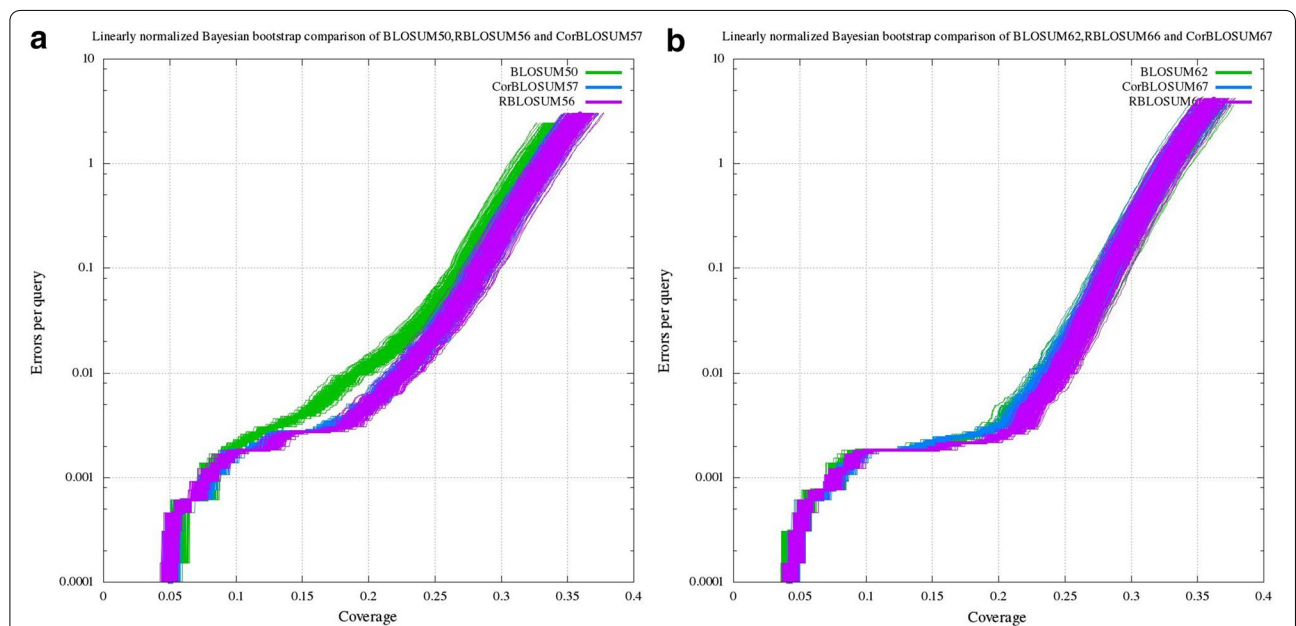 a
Linearly normalized Bayesian bootstrap comparison of BLOSUM50,RBLOSUM56 and CorBLOSUM57
10
1
0.1
0.01
0.001
0.0001
Errors per query
BLOSUM50
CorBLOSUM57
RBLOSUM56
0 0.05 0.1 0.15 0.2 0.25 0.3 0.35 0.4
Coverage
b
Linearly normalized Bayesian bootstrap comparison of BLOSUM62,RBLOSUM66 and CorBLOSUM67
10
1
0.1
0.01
0.001
0.0001
Errors per query
BLOSUM62
CorBLOSUM67
0 0.05 0.1 0.15 0.2 0.25 0.3 0.35 0.4
Coverage